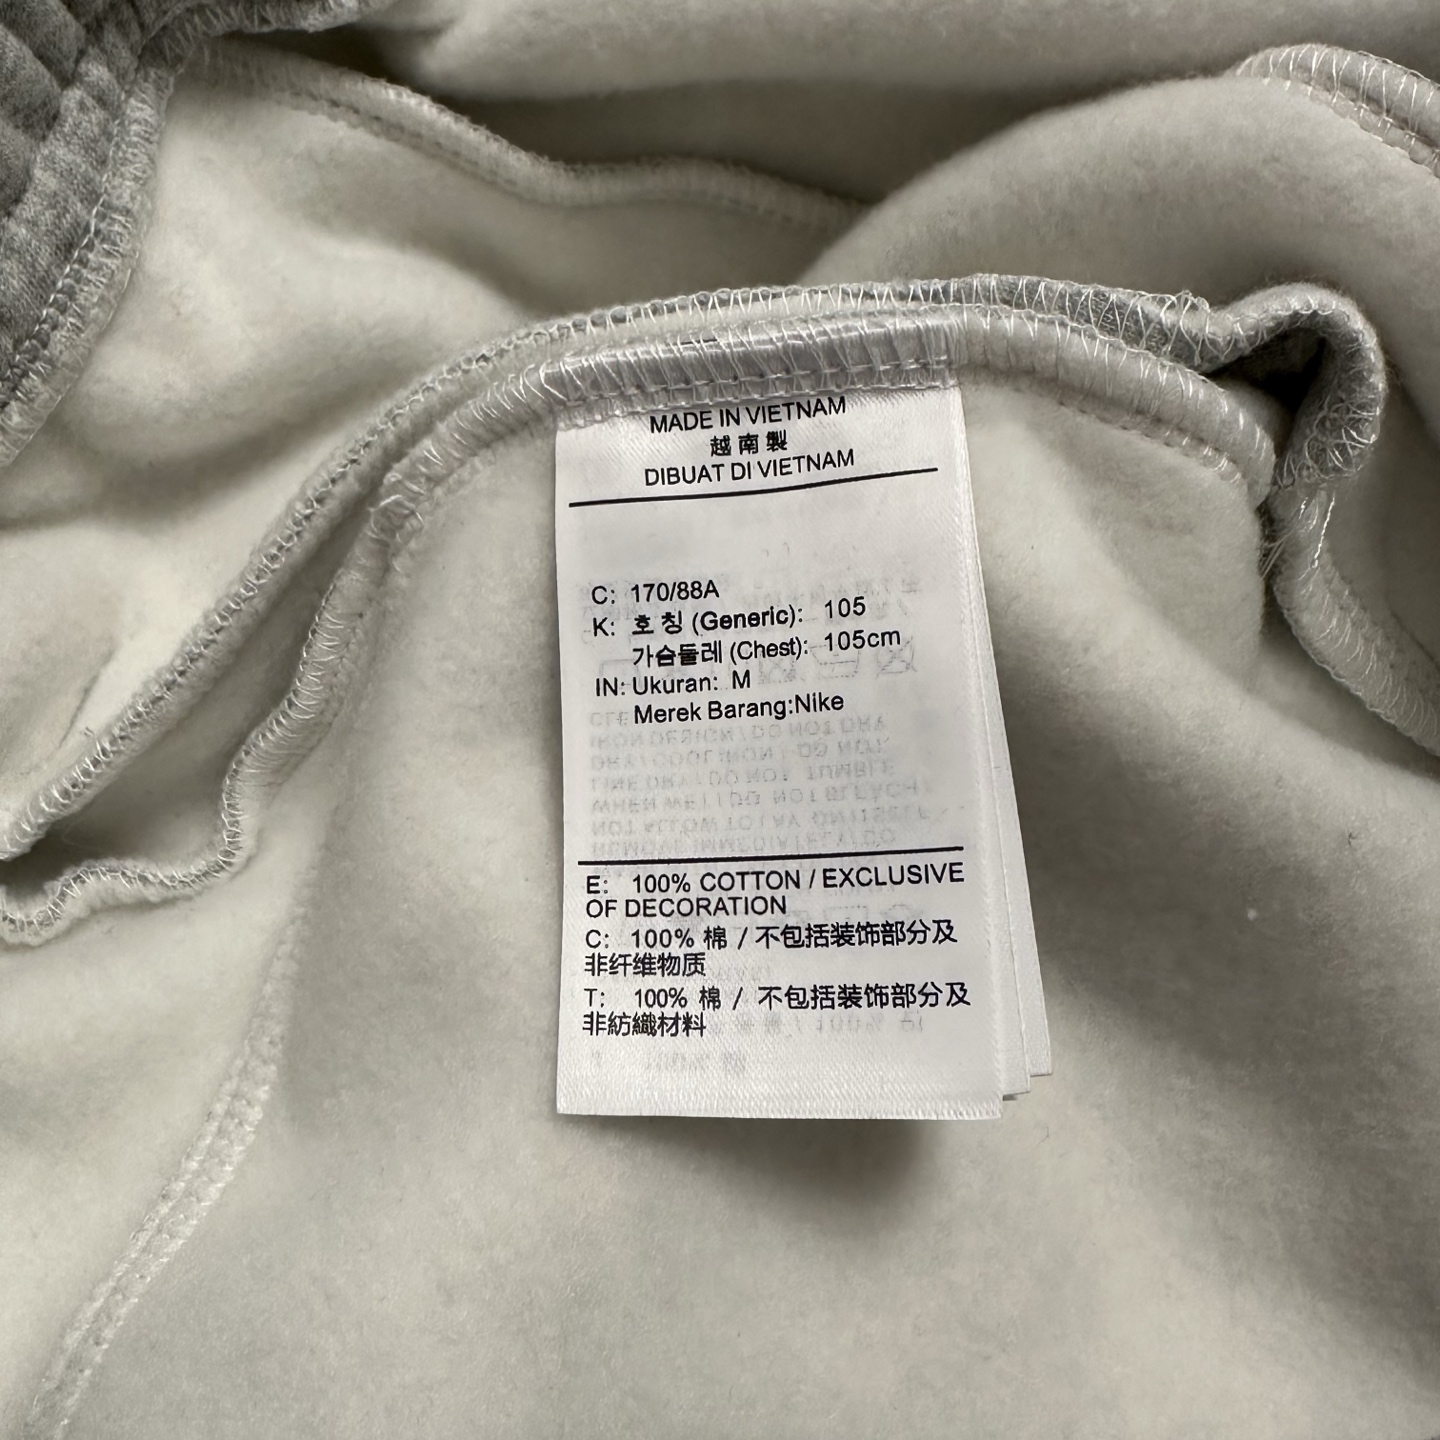 MADE IN VIETNAM
越南製
DIBUAT DI VIETNAM
C: 170/88A
K: 호칭 (Generic): 105
가슴둘레 (Chest): 105cm
IN: Ukuran: M
Merek Barang:Nike
E: 100% COTTON / EXCLUSIVE
OF DECORATION
C: 100% 棉 / 不包括装饰部分及
非纤维物质
T: 100% 棉 / 不包括装飾部分及
非紡織材料